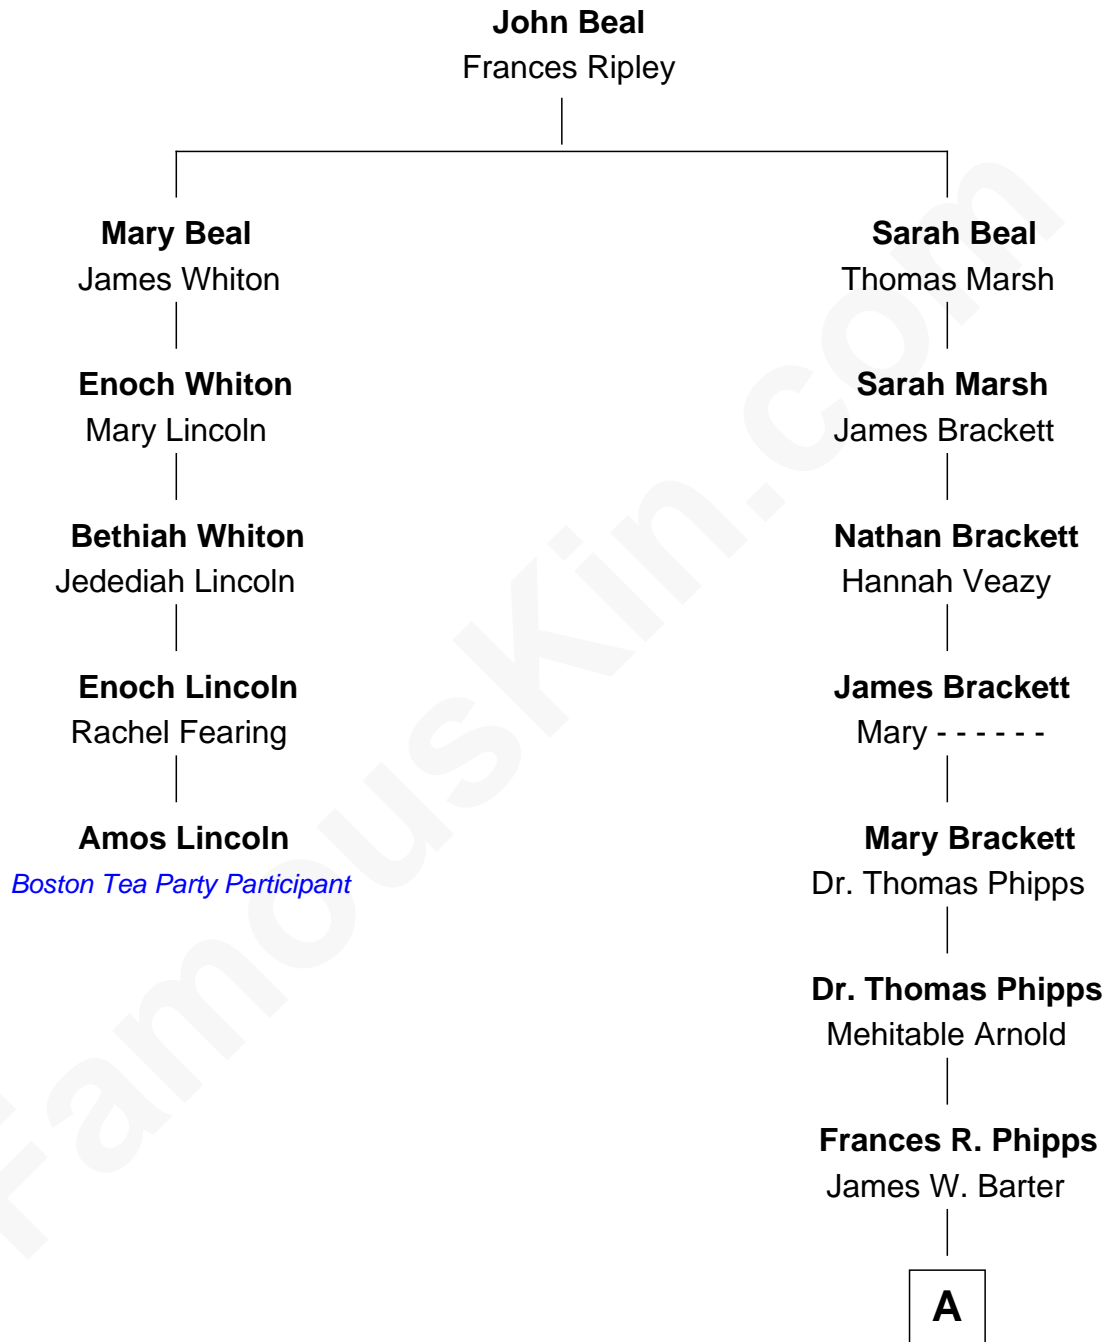 John Beal
Frances Ripley
Mary Beal
James Whiton
Enoch Whiton
Mary Lincoln
Bethiah Whiton
Jedediah Lincoln
Enoch Lincoln
Rachel Fearing
Amos Lincoln
Boston Tea Party Participant
Sarah Beal
Thomas Marsh
Sarah Marsh
James Brackett
Nathan Brackett
Hannah Veazy
James Brackett
Mary - - - - - -
Mary Brackett
Dr. Thomas Phipps
Dr. Thomas Phipps
Mehitable Arnold
Frances R. Phipps
James W. Barter
A
FamousKin.com